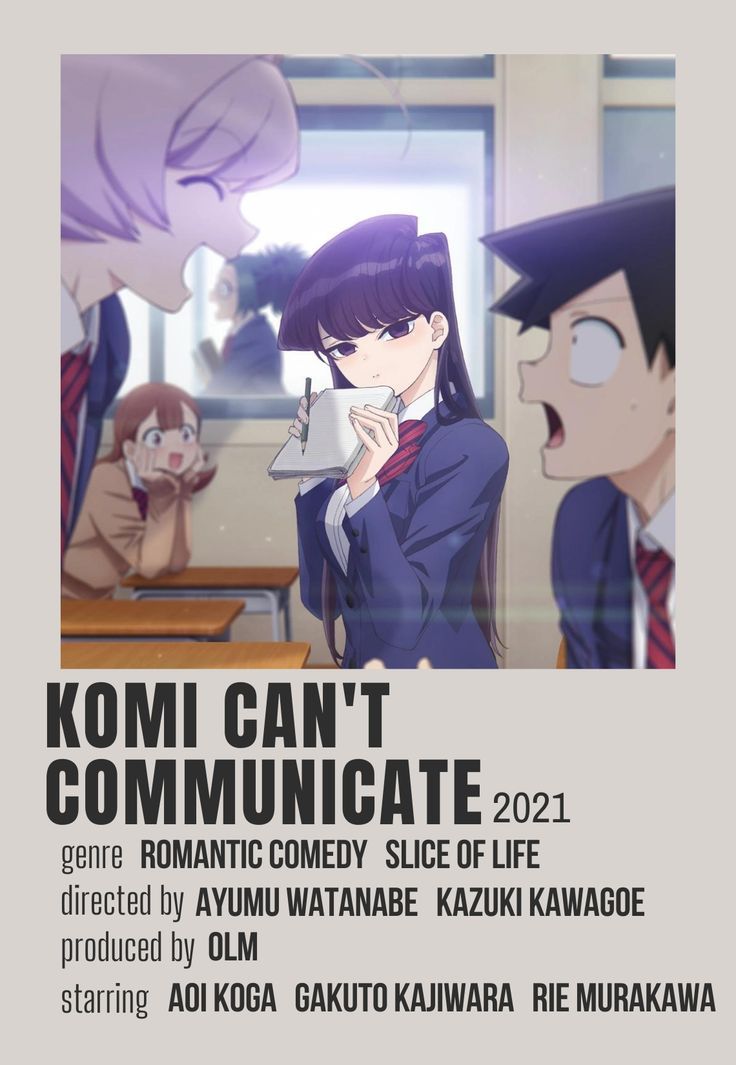 KOMI CAN'T
COMMUNICATE 2021
genre ROMANTIC COMEDY SLICE OF LIFE
directed by AYUMU WATANABE KAZUKI KAWAGOE
produced by OLM
starring AOI KOGA GAKUTO KAJIWARA RIE MURAKAWA